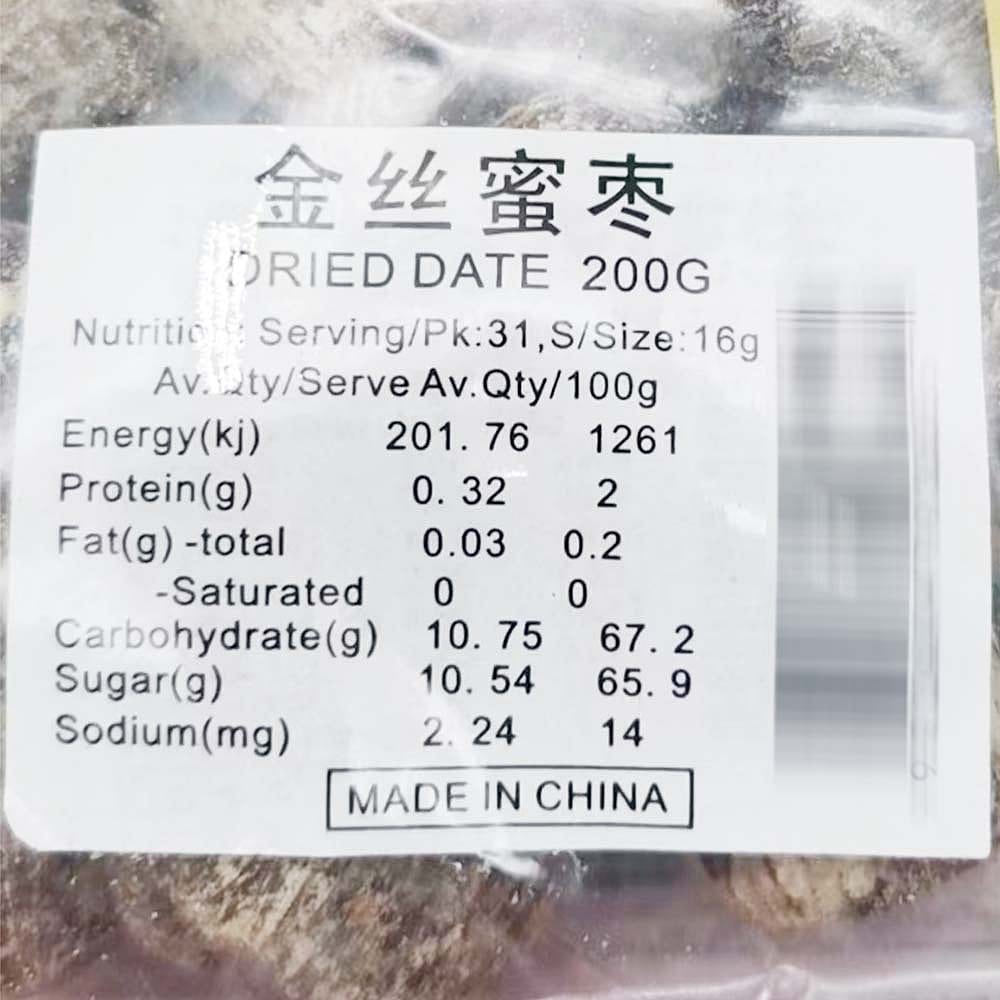 金丝蜜枣
DRIED DATE 200G
Serving/Pk:31,S/Size:16g
Av.Qty/Serve Av.Qty/100g
Energy(kj) 201.76 1261
Protein(g) 0.32 2
Fat(g) -total 0.03 0.2
-Saturated 0 0
Carbohydrate(g) 10.75 67.2
Sugar(g) 10.54 65.9
Sodium(mg) 2.24 14
MADE IN CHINA